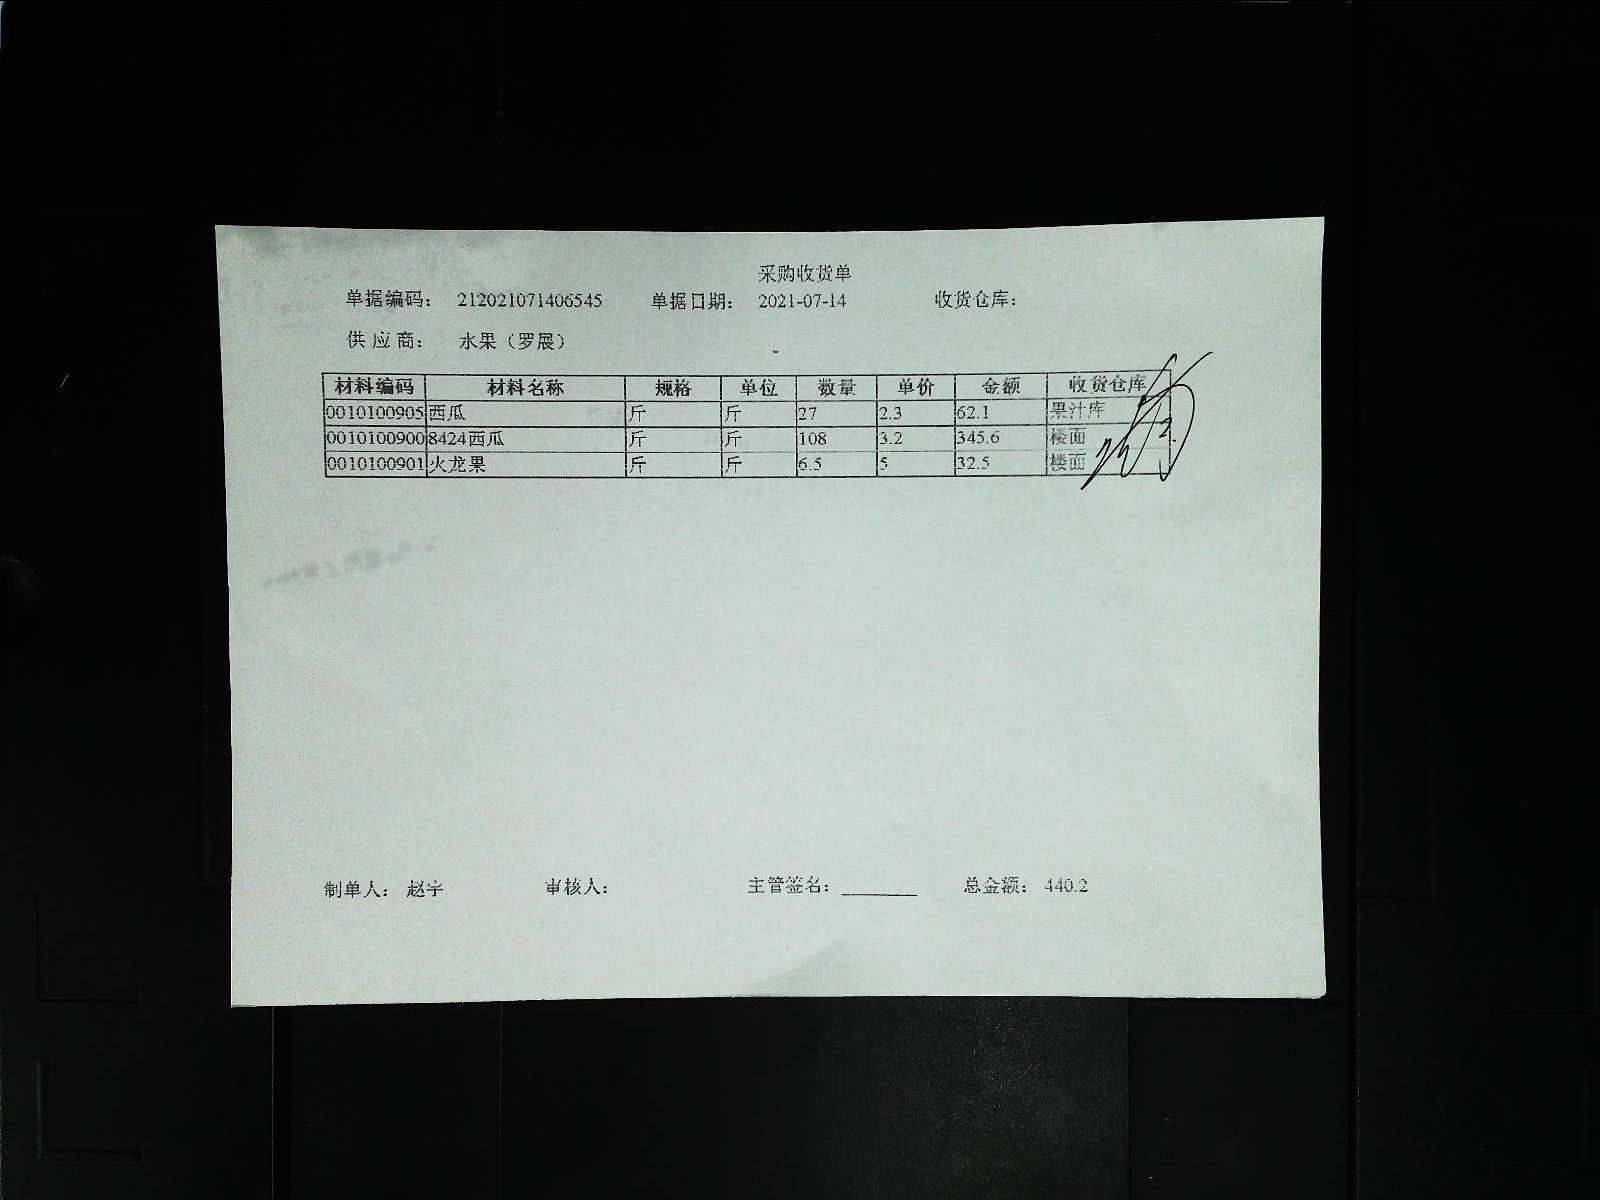 采购收货单
单据编码： 212021071406545 单据日期： 2021-07-14 收货仓库：
供应商： 水果（罗展）
材料编码 材料名称 规格 单位 数量 单价 金额 收货仓库
0010100905 西瓜 斤 斤 27 2.3 62.1 果汁库
0010100900 8424西瓜 斤 斤 108 3.2 345.6 楼面
0010100901 火龙果 斤 斤 6.5 5 32.5 楼面
制单人： 赵宇 审核人： 主管签名： 总金额： 440.2